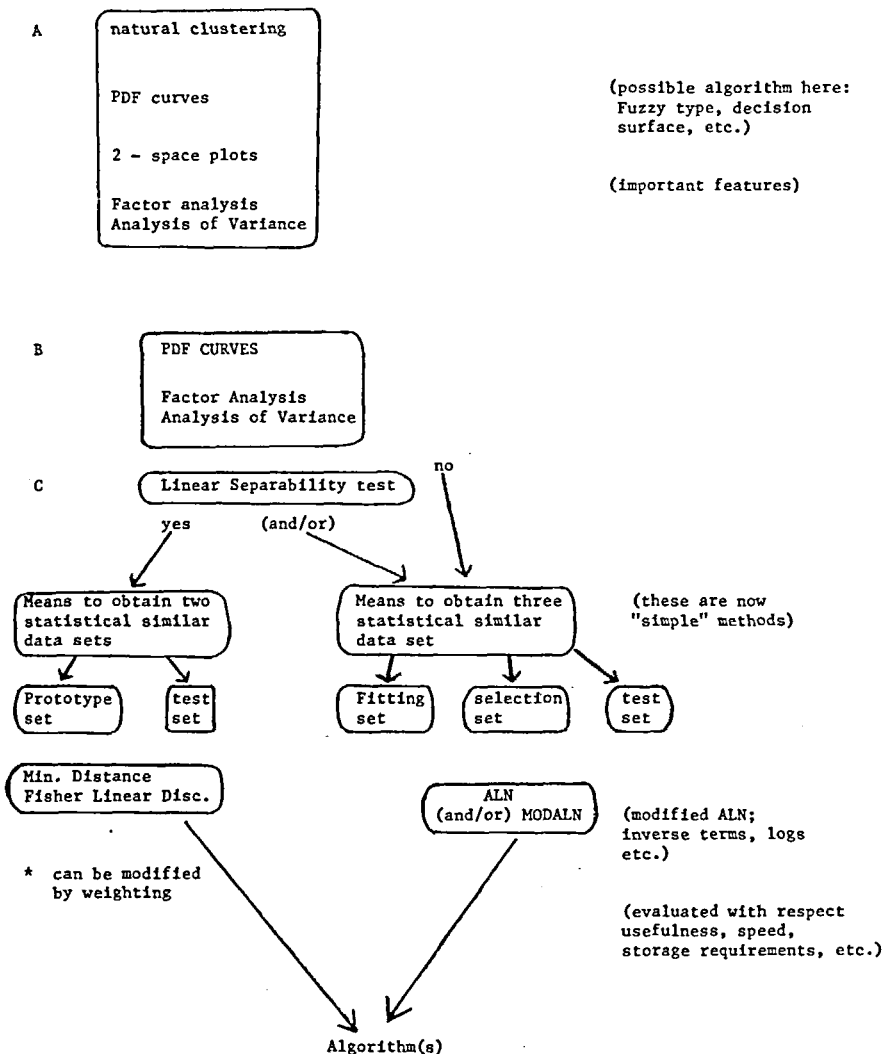 A
natural clustering
PDF curves
(possible algorithm here:
Fuzzy type, decision
surface, etc.)
2 - space plots
(important features)
Factor analysis
Analysis of Variance
B
PDF CURVES
Factor Analysis
Analysis of Variance
no
C
Linear Separability test
yes
(and/or)
Means to obtain two
statistical similar
data sets
Means to obtain three
statistical similar
data set
(these are now
"simple" methods)
Prototype
set
test
set
Fitting
set
selection
set
test
set
Min. Distance
Fisher Linear Disc.
ALN
(and/or) MODALN
(modified ALN;
inverse terms, logs
etc.)
* can be modified
by weighting
(evaluated with respect
usefulness, speed,
storage requirements, etc.)
Algorithm(s)